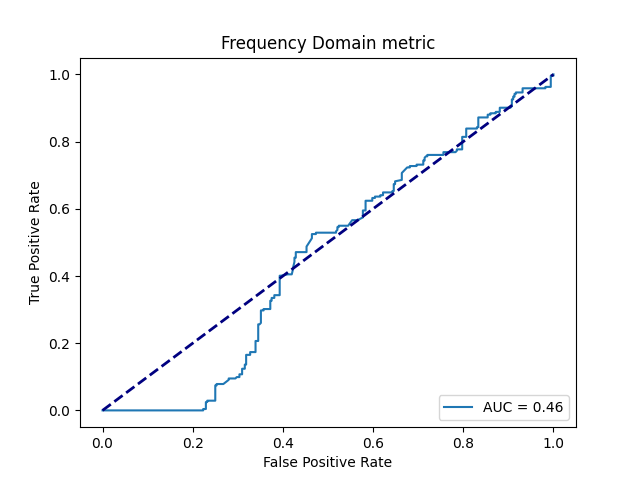 Frequency Domain metric
True Positive Rate
1.0
0.8
0.6
0.4
0.2
0.0
AUC = 0.46
0.0 0.2 0.4 0.6 0.8 1.0
False Positive Rate